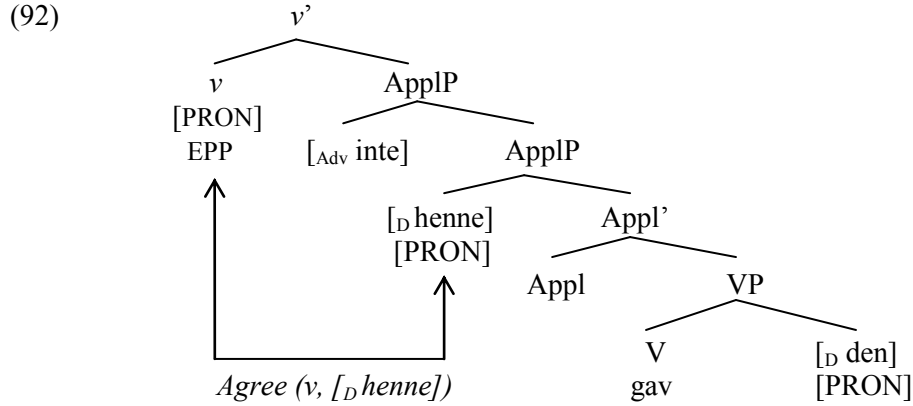 (92)
v’
v ApplP
[PRON]
EPP [Adv inte] ApplP
[D henne] Appl’
[PRON]
Appl VP
V [D den]
Agree (v, [D henne]) gav [PRON]